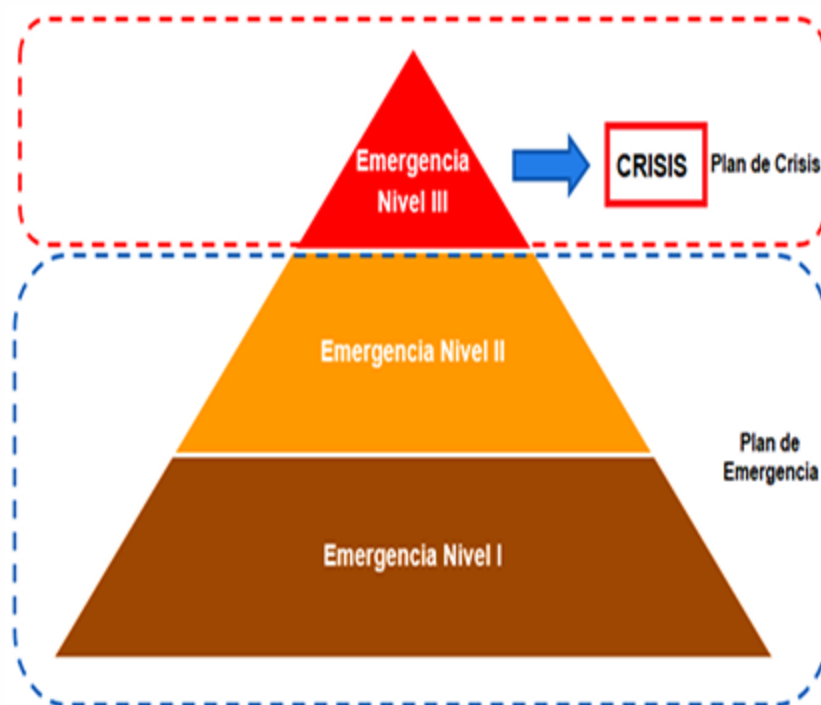 Emergencia
Nivel III
CRISIS
Plan de Crisis
Emergencia Nivel II
Plan de
Emergencia
Emergencia Nivel I